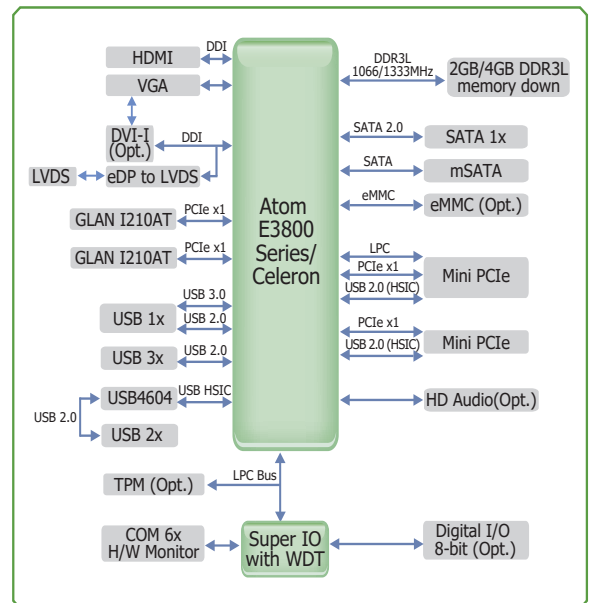 HDMI
DDI
VGA
DVI-I
(Opt.)
DDI
LVDS
eDP to LVDS
GLAN I210AT
PCIe x1
GLAN I210AT
PCIe x1
USB 1x
USB 3.0
USB 2.0
USB 3x
USB 2.0
USB4604
USB HSIC
USB 2.0
USB 2x
Atom
E3800
Series/
Celeron
DDR3L
1066/1333MHz
2GB/4GB DDR3L
memory down
SATA 2.0
SATA 1x
SATA
mSATA
eMMC
eMMC (Opt.)
LPC
PCIe x1
USB 2.0 (HSIC)
Mini PCIe
PCIe x1
USB 2.0 (HSIC)
Mini PCIe
HD Audio(Opt.)
TPM (Opt.)
LPC Bus
COM 6x
H/W Monitor
Super IO
with WDT
Digital I/O
8-bit (Opt.)